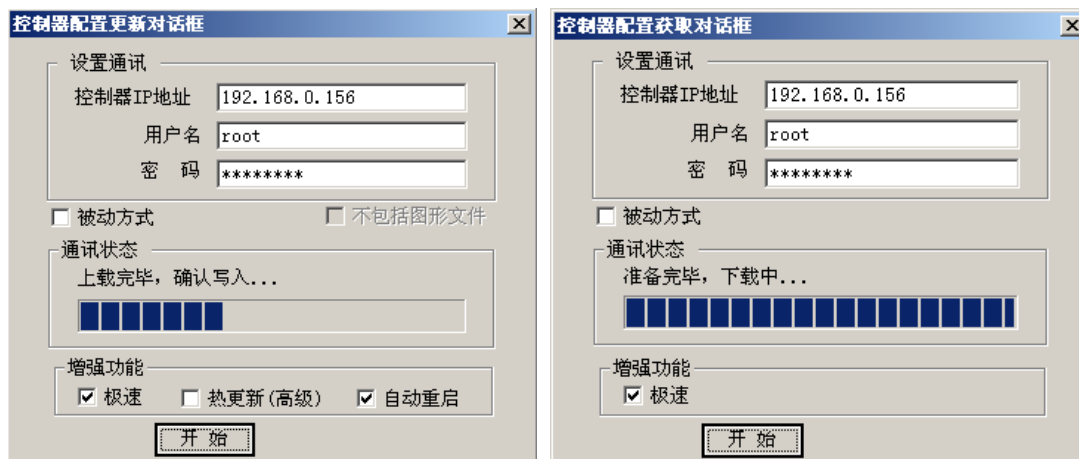 控制器配置更新对话框
设置通讯
控制器IP地址 192.168.0.156
用户名 root
密 码 ********
被动方式 不包括图形文件
通讯状态
上载完毕，确认写入...
增强功能
极速 热更新(高级) 自动重启
开 始
控制器配置获取对话框
设置通讯
控制器IP地址 192.168.0.156
用户名 root
密 码 ********
被动方式
通讯状态
准备完毕，下载中...
增强功能
极速
开 始